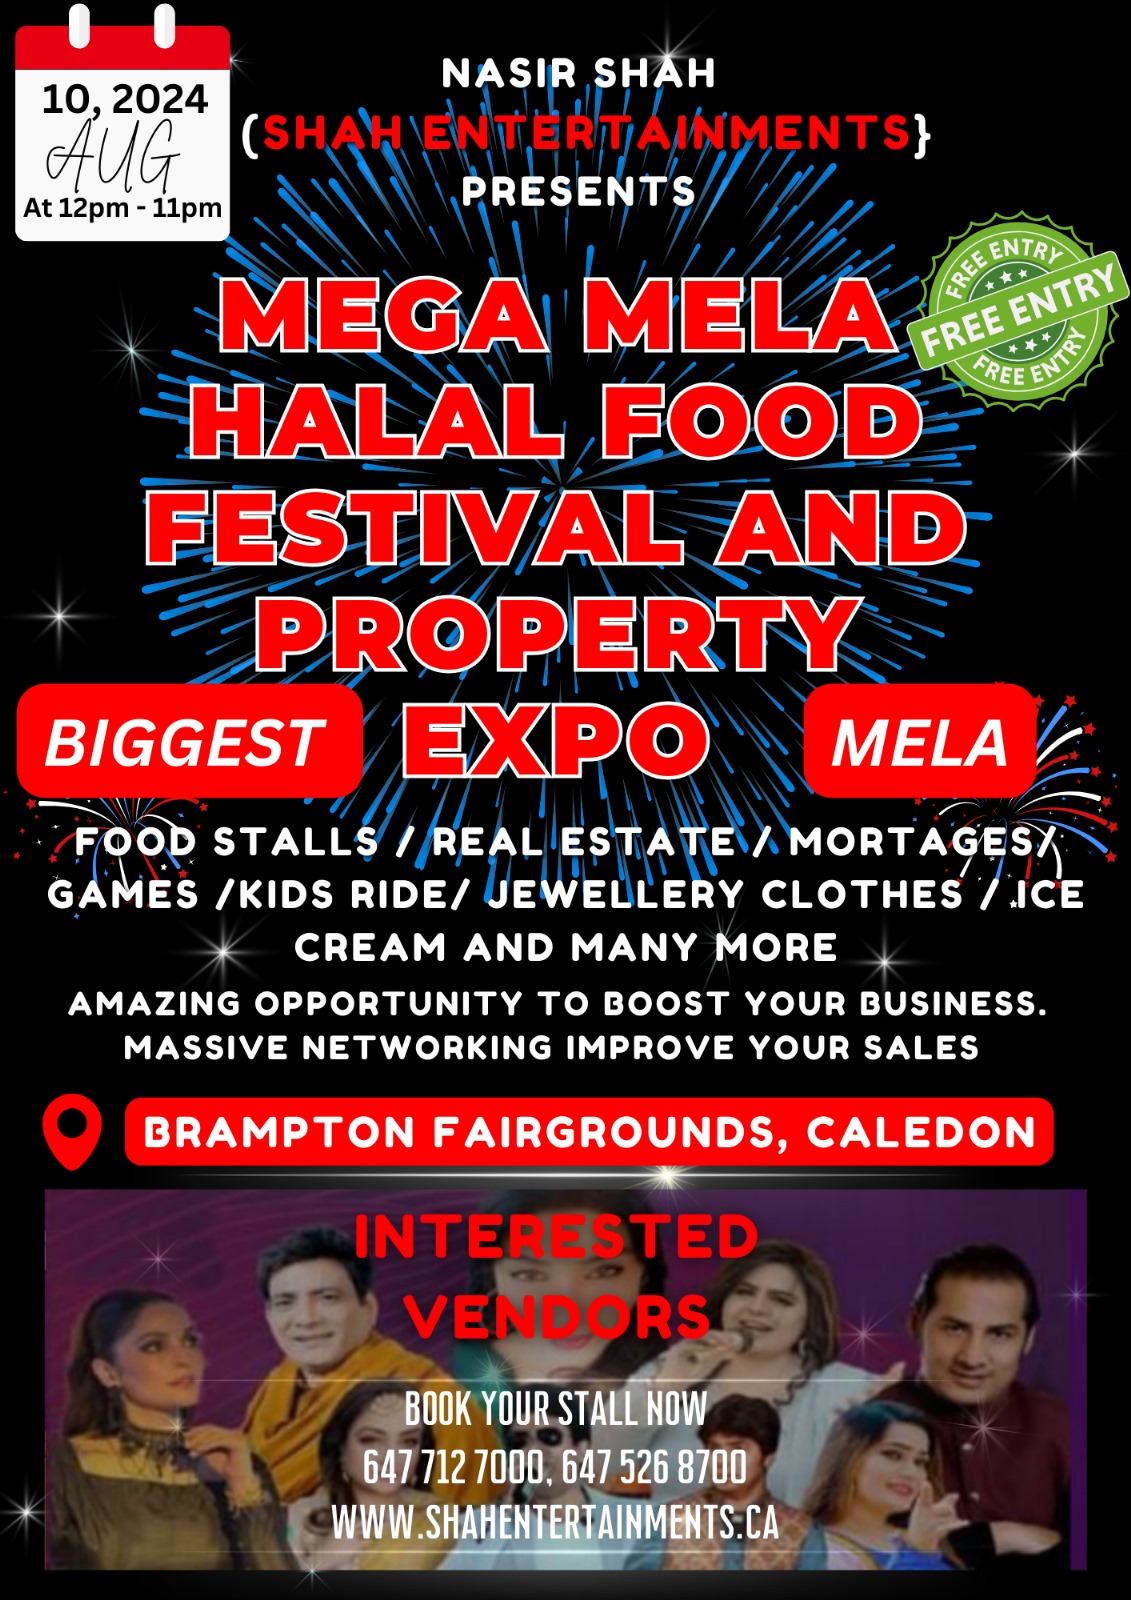 10, 2024
AUG
At 12pm - 11pm
NASIR SHAH
(SHAH ENTERTAINMENTS}
PRESENTS
FREE ENTRY
FREE ENTRY
FREE ENTRY
MEGA MELA
HALAL FOOD
FESTIVAL AND
PROPERTY
EXPO
BIGGEST
MELA
FOOD STALLS / REAL ESTATE / MORTAGES/
GAMES /KIDS RIDE/ JEWELLERY CLOTHES / ICE
CREAM AND MANY MORE
AMAZING OPPORTUNITY TO BOOST YOUR BUSINESS.
MASSIVE NETWORKING IMPROVE YOUR SALES
BRAMPTON FAIRGROUNDS, CALEDON
INTERESTED
VENDORS
BOOK YOUR STALL NOW
647 712 7000, 647 526 8700
WWW.SHAHENTERTAINMENTS.CA